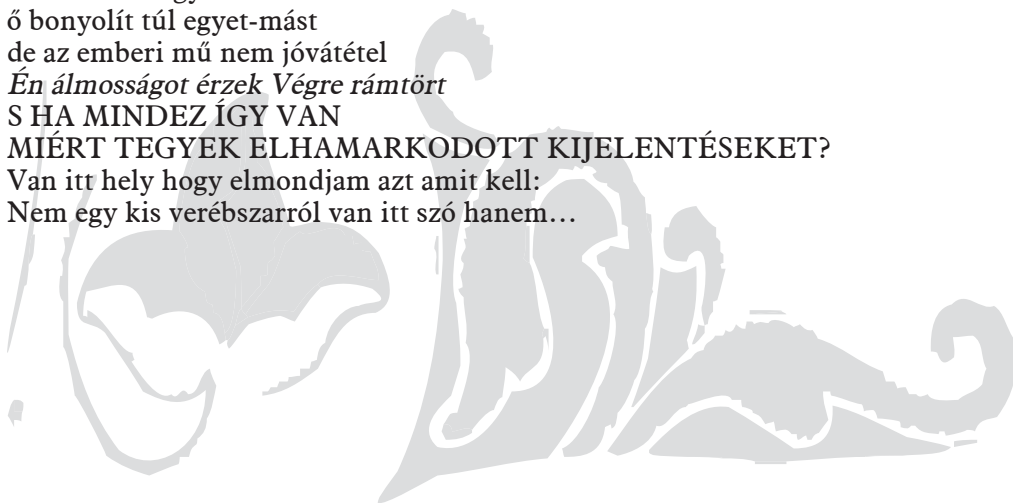 ő bonyolít túl egyet-mást
de az emberi mű nem jóvátétel
Én álmosságot érzek Végre rámtört
S HA MINDEZ ÍGY VAN
MIÉRT TEGYEK ELHAMARKODOTT KIJELENTÉSEKET?
Van itt hely hogy elmondjam azt amit kell:
Nem egy kis verébszarról van itt szó hanem…